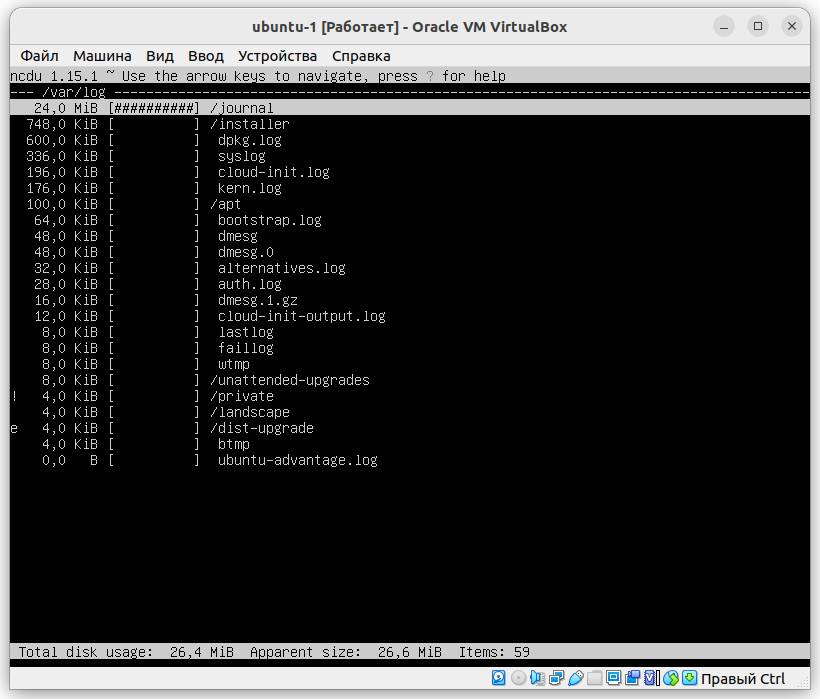 ubuntu-1 [Работает] - Oracle VM VirtualBox
Файл Машина Вид Ввод Устройства Справка
ncdu 1.15.1 ~ Use the arrow keys to navigate, press ? for help
--- /var/log ----------------------------------------------------------------------------------------
24,0 MiB [##########] /journal
748,0 KiB [          ] /installer
600,0 KiB [          ]  dpkg.log
336,0 KiB [          ]  syslog
196,0 KiB [          ]  cloud-init.log
176,0 KiB [          ]  kern.log
100,0 KiB [          ] /apt
64,0 KiB [          ]  bootstrap.log
48,0 KiB [          ]  dmesg
48,0 KiB [          ]  dmesg.0
32,0 KiB [          ]  alternatives.log
28,0 KiB [          ]  auth.log
16,0 KiB [          ]  dmesg.1.gz
12,0 KiB [          ]  cloud-init-output.log
8,0 KiB [          ]  lastlog
8,0 KiB [          ]  faillog
8,0 KiB [          ]  wtmp
8,0 KiB [          ] /unattended-upgrades
! 4,0 KiB [          ] /private
4,0 KiB [          ] /landscape
e 4,0 KiB [          ] /dist-upgrade
4,0 KiB [          ]  btmp
0,0 B [          ]  ubuntu-advantage.log
Total disk usage: 26,4 MiB Apparent size: 26,6 MiB Items: 59
Правый Ctrl